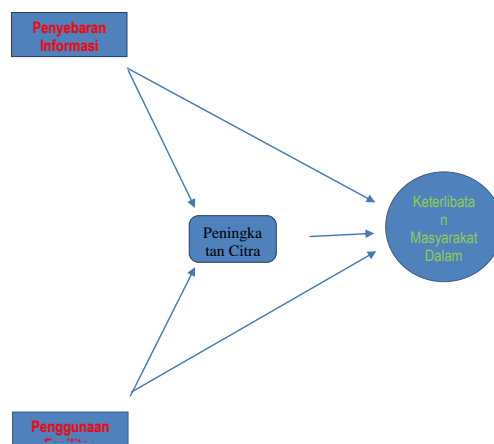 Penyebaran
Informasi
Peningka
tan Citra
Keterlibata
n
Masyarakat
Dalam
Penggunaan